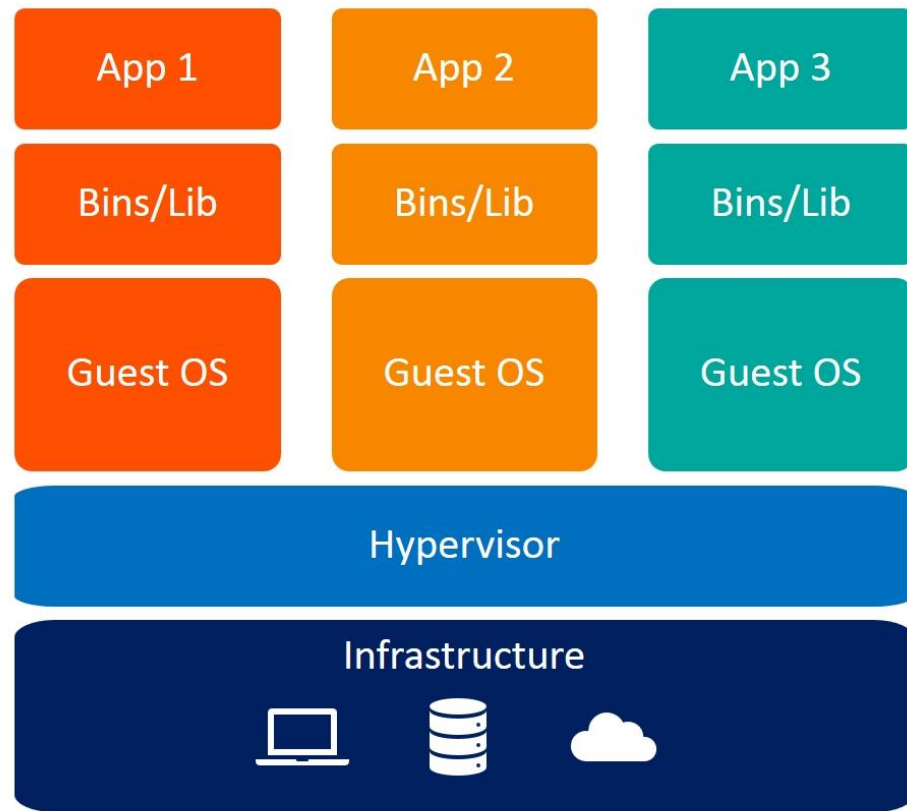 App 1
App 2
App 3
Bins/Lib
Bins/Lib
Bins/Lib
Guest OS
Guest OS
Guest OS
Hypervisor
Infrastructure